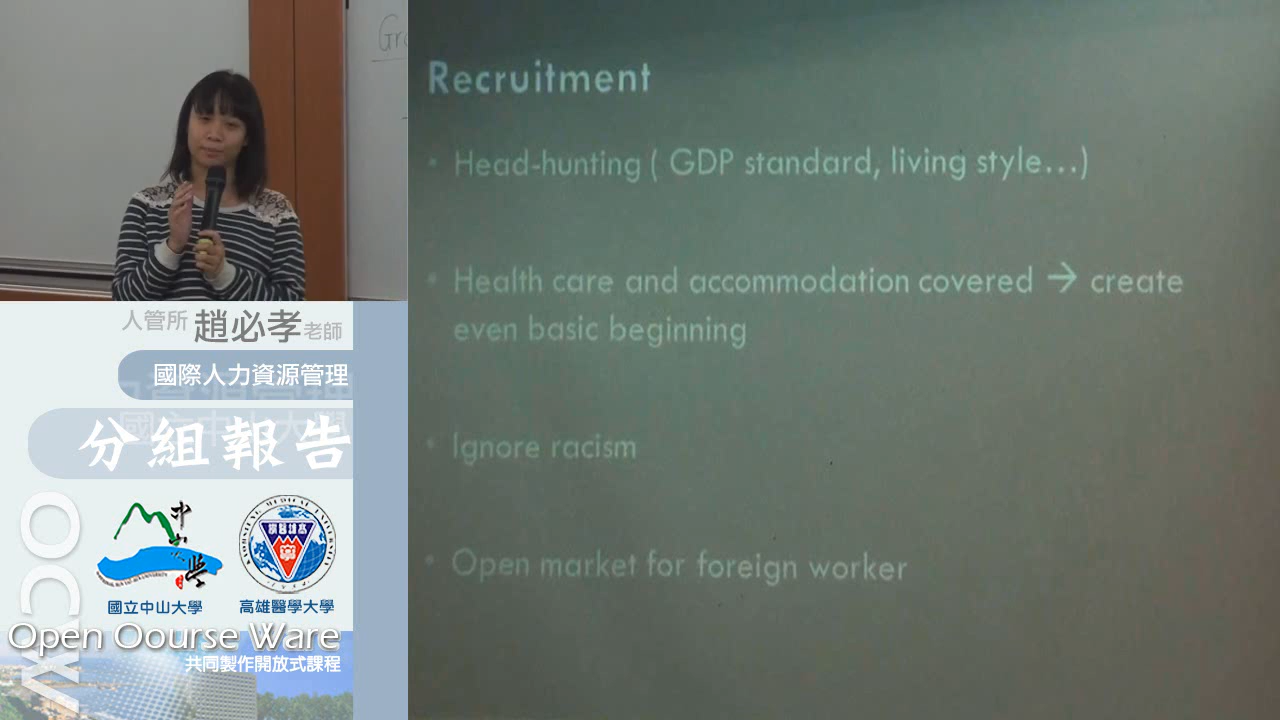 Recruitment
• Head-hunting ( GDP standard, living style...)
• Health care and accommodation covered → create
even basic beginning
• Ignore racism
• Open market for foreign worker
人管所 趙必孝 老師
國際人力資源管理
分組報告
OCW
國立中山大學
高雄醫學大學
Open Oourse Ware
共同製作開放式課程